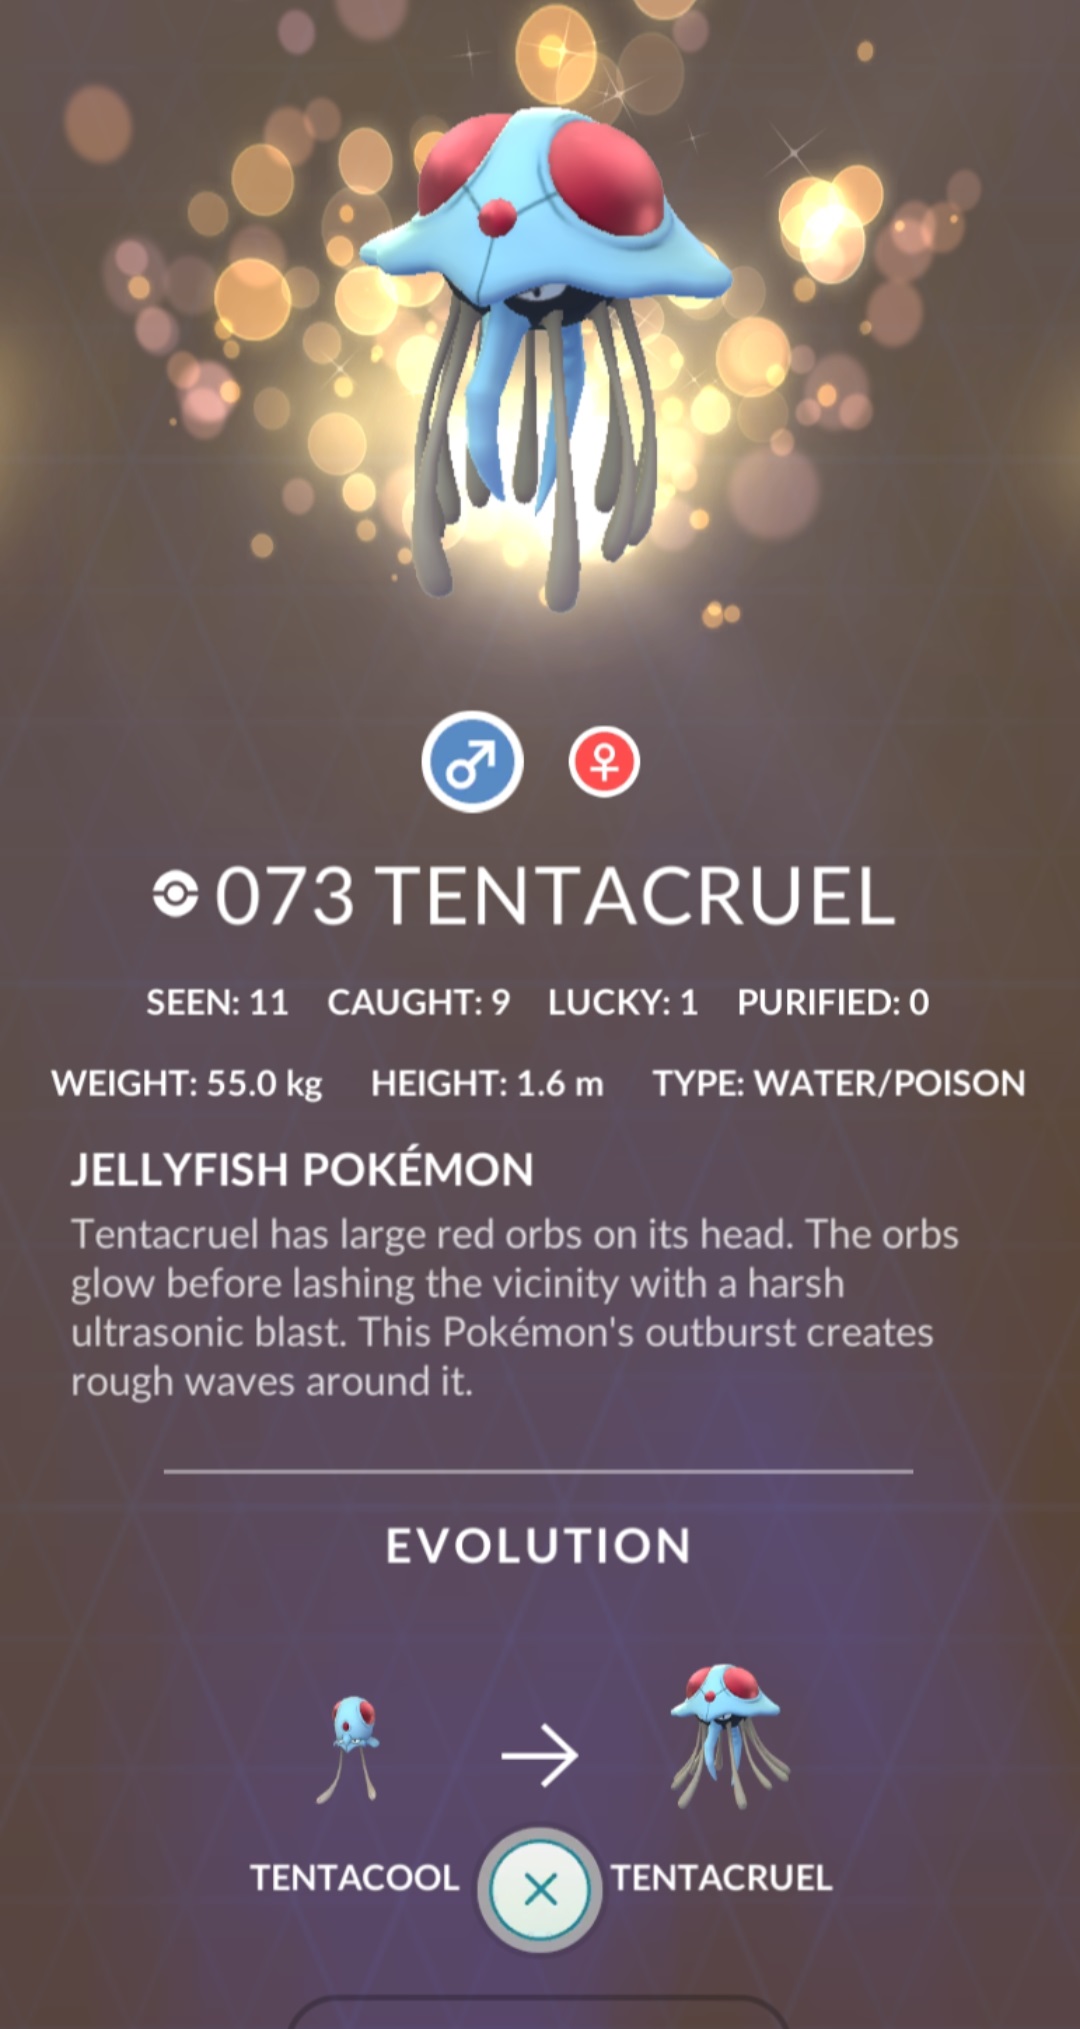 073 TENTACRUEL
SEEN: 11 CAUGHT: 9 LUCKY: 1 PURIFIED: 0
WEIGHT: 55.0 kg HEIGHT: 1.6 m TYPE: WATER/POISON
JELLYFISH POKÉMON
Tentacruel has large red orbs on its head. The orbs
glow before lashing the vicinity with a harsh
ultrasonic blast. This Pokémon's outburst creates
rough waves around it.
EVOLUTION
TENTACOOL TENTACRUEL